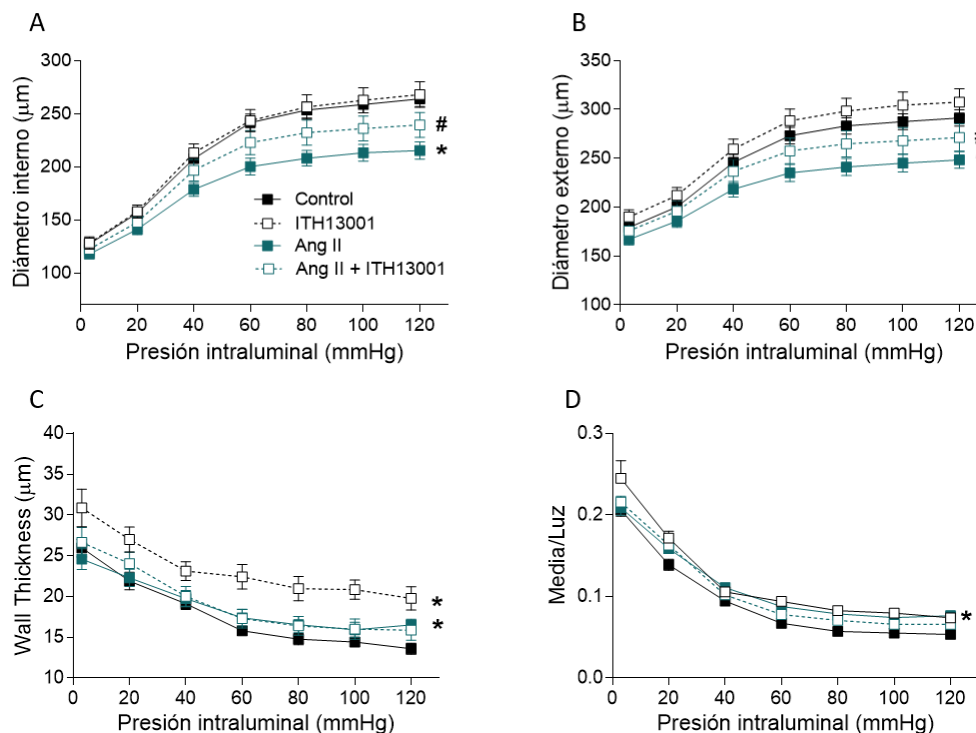 A
Diámetro interno (μm)
300
250
200
150
100
0 20 40 60 80 100 120
Presión intraluminal (mmHg)
#
*
Control
ITH13001
Ang II
Ang II + ITH13001
B
Diámetro externo (μm)
350
300
250
200
150
100
0 20 40 60 80 100 120
Presión intraluminal (mmHg)
C
Wall Thickness (μm)
40
35
30
25
20
15
10
0 20 40 60 80 100 120
Presión intraluminal (mmHg)
*
*
D
Media/Luz
0.3
0.2
0.1
0.0
0 20 40 60 80 100 120
Presión intraluminal (mmHg)
*